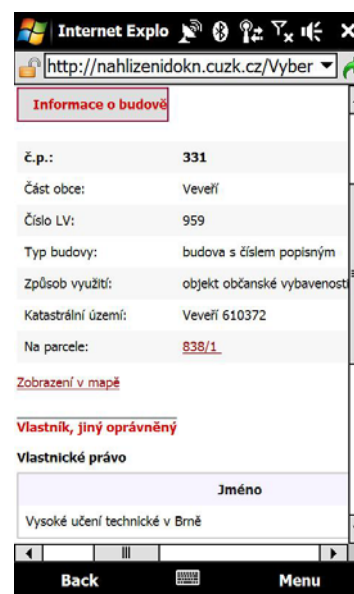 Internet Explo
http://nahlizenidokn.cuzk.cz/Vyber
Informace o budově
č.p.: 331
Část obce: Veveří
Číslo LV: 959
Typ budovy: budova s číslem popisným
Způsob využití: objekt občanské vybavenosti
Katastrální území: Veveří 610372
Na parcele: 838/1
Zobrazení v mapě
Vlastník, jiný oprávněný
Vlastnické právo
Jméno
Vysoké učení technické v Brně
Back Menu